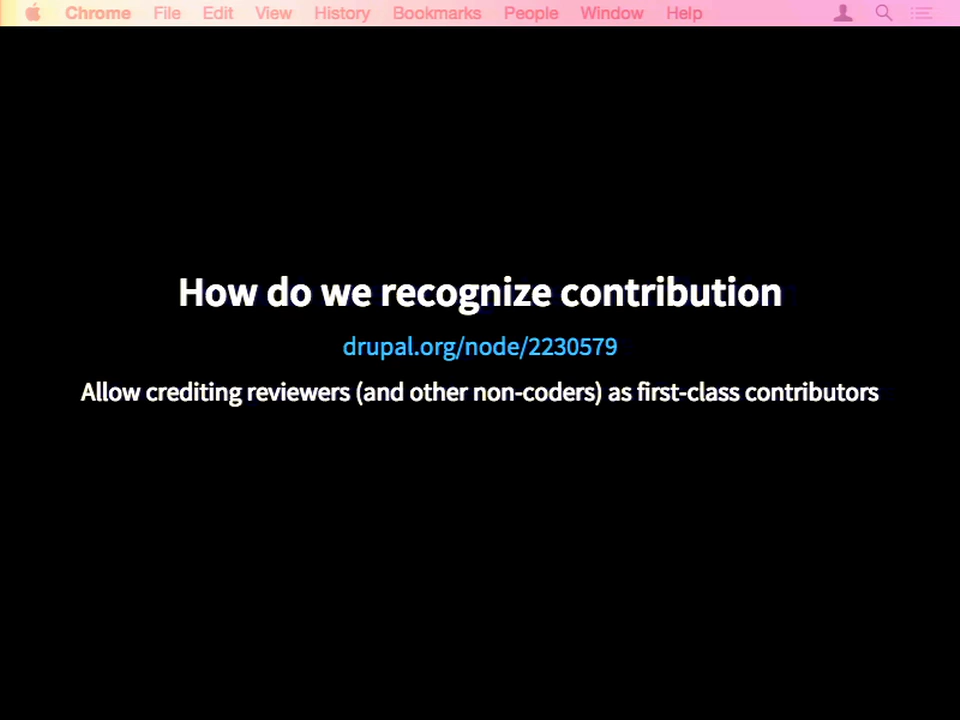 Chrome File Edit View History Bookmarks People Window Help
How do we recognize contribution
drupal.org/node/2230579
Allow crediting reviewers (and other non-coders) as first-class contributors